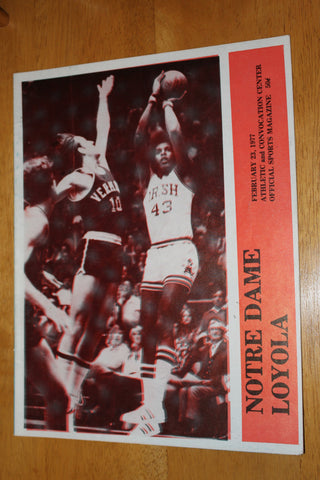 FEBRUARY 23, 1977
ATHLETIC and CONVOCATION CENTER
OFFICIAL SPORTS MAGAZINE 50¢
NOTRE DAME
LOYOLA
IRISH
43
10